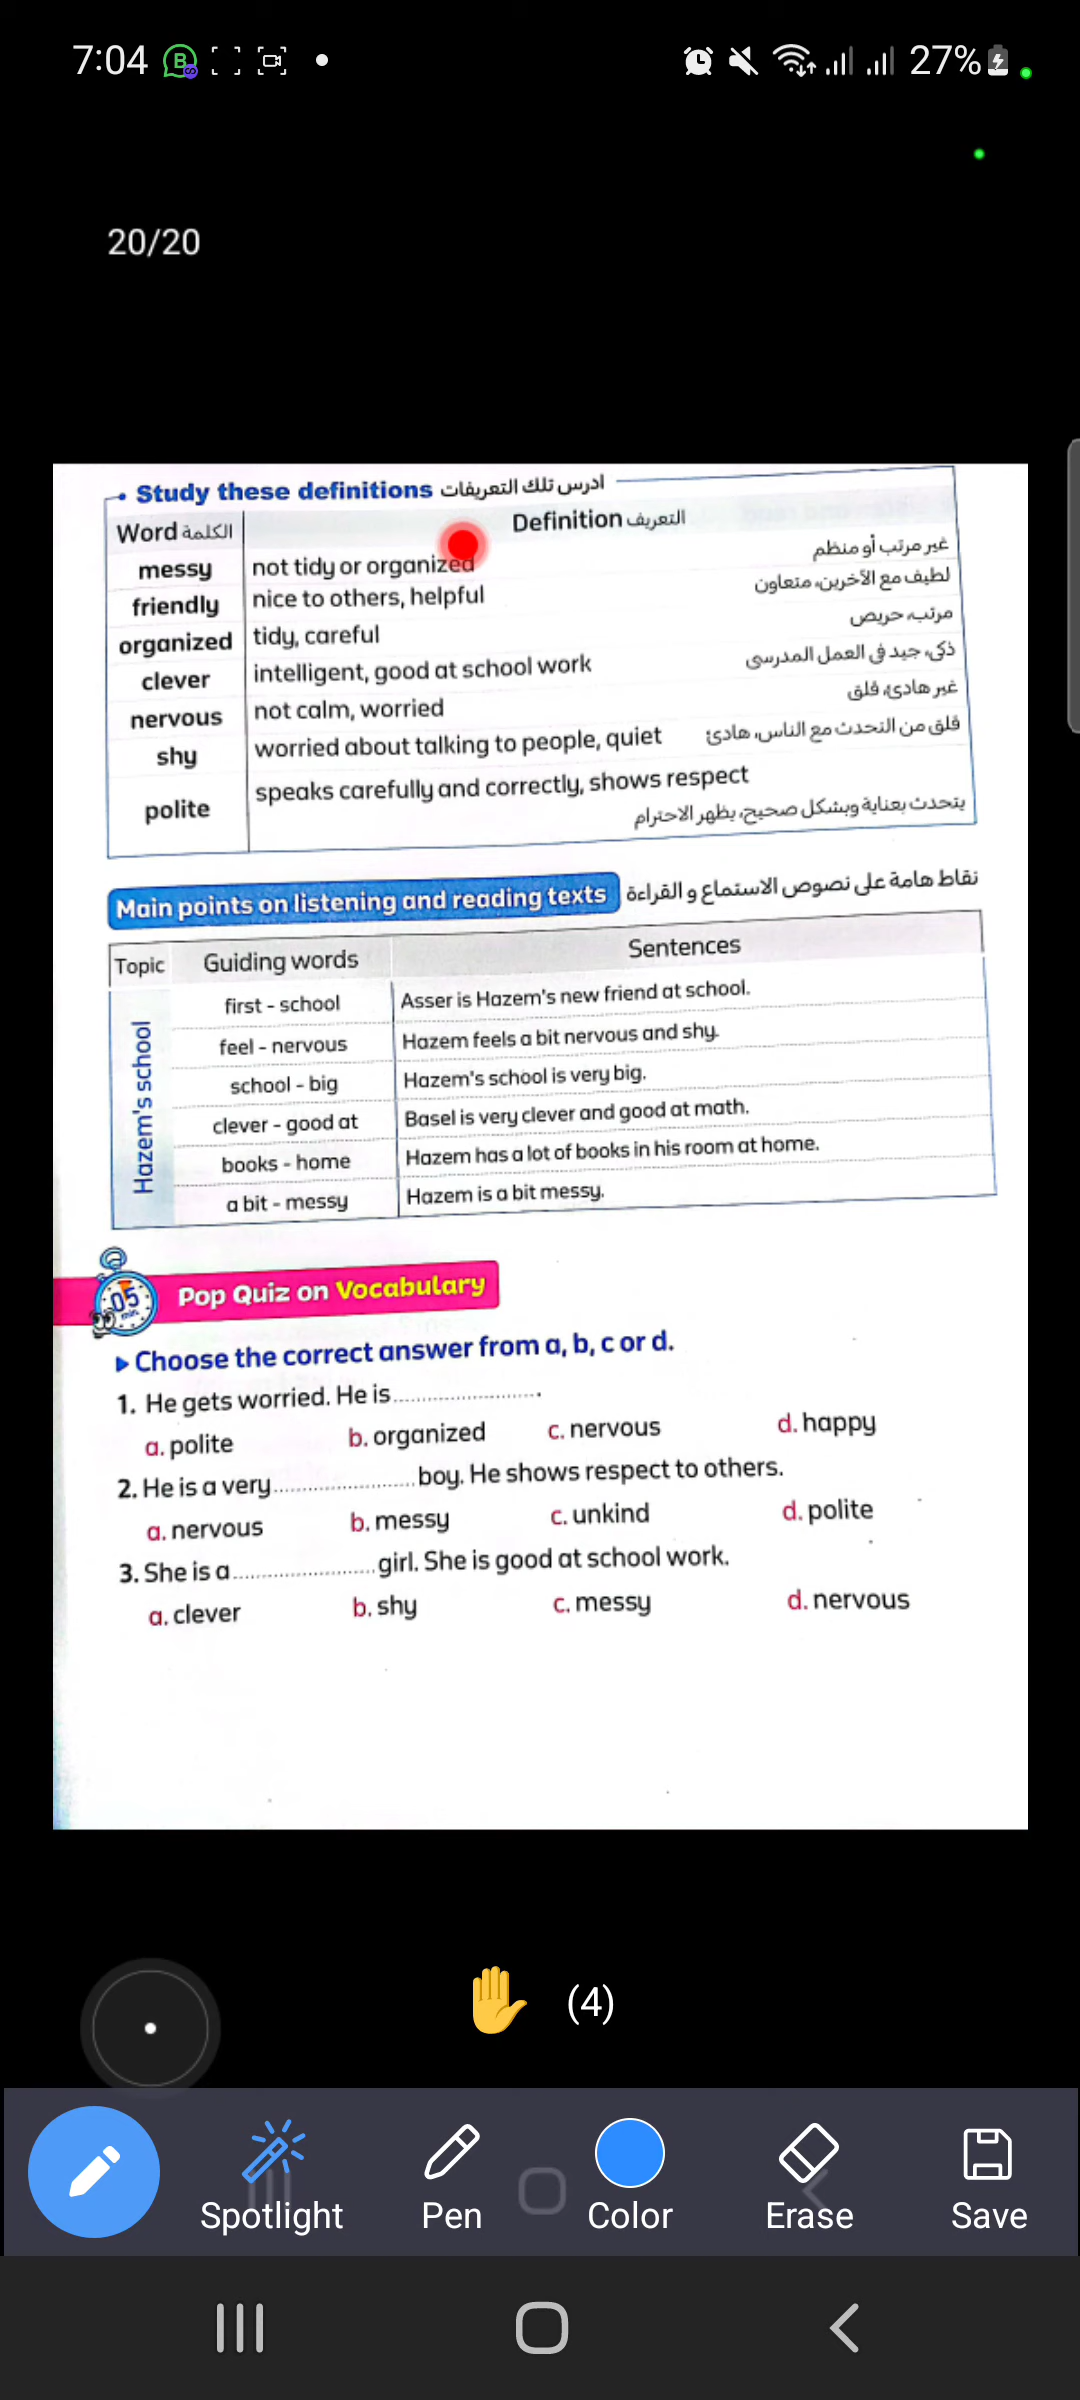 7:04
27%
20/20
• Study these definitions ادرس تلك التعريفات
Word الكلمة Definition التعريف
messy not tidy or organized غير مرتب أو منظم
friendly nice to others, helpful لطيف مع الآخرين، متعاون
organized tidy, careful مرتب، حريص
clever intelligent, good at school work ذكى، جيد فى العمل المدرسى
nervous not calm, worried غير هادئ، قلق
shy worried about talking to people, quiet قلق من التحدث مع الناس، هادئ
polite speaks carefully and correctly, shows respect
يتحدث بعناية وبشكل صحيح، يظهر الاحترام
Main points on listening and reading texts نقاط هامة على نصوص الاستماع و القراءة
Topic Guiding words Sentences
Hazem's school
first - school Asser is Hazem's new friend at school.
feel - nervous Hazem feels a bit nervous and shy.
school - big Hazem's school is very big.
clever - good at Basel is very clever and good at math.
books - home Hazem has a lot of books in his room at home.
a bit - messy Hazem is a bit messy.
05 min
Pop Quiz on Vocabulary
Choose the correct answer from a, b, c or d.
1. He gets worried. He is .......................... .
a. polite b. organized c. nervous d. happy
2. He is a very .......................... boy. He shows respect to others.
a. nervous b. messy c. unkind d. polite
3. She is a .......................... girl. She is good at school work.
a. clever b. shy c. messy d. nervous
(4)
Spotlight Pen Color Erase Save